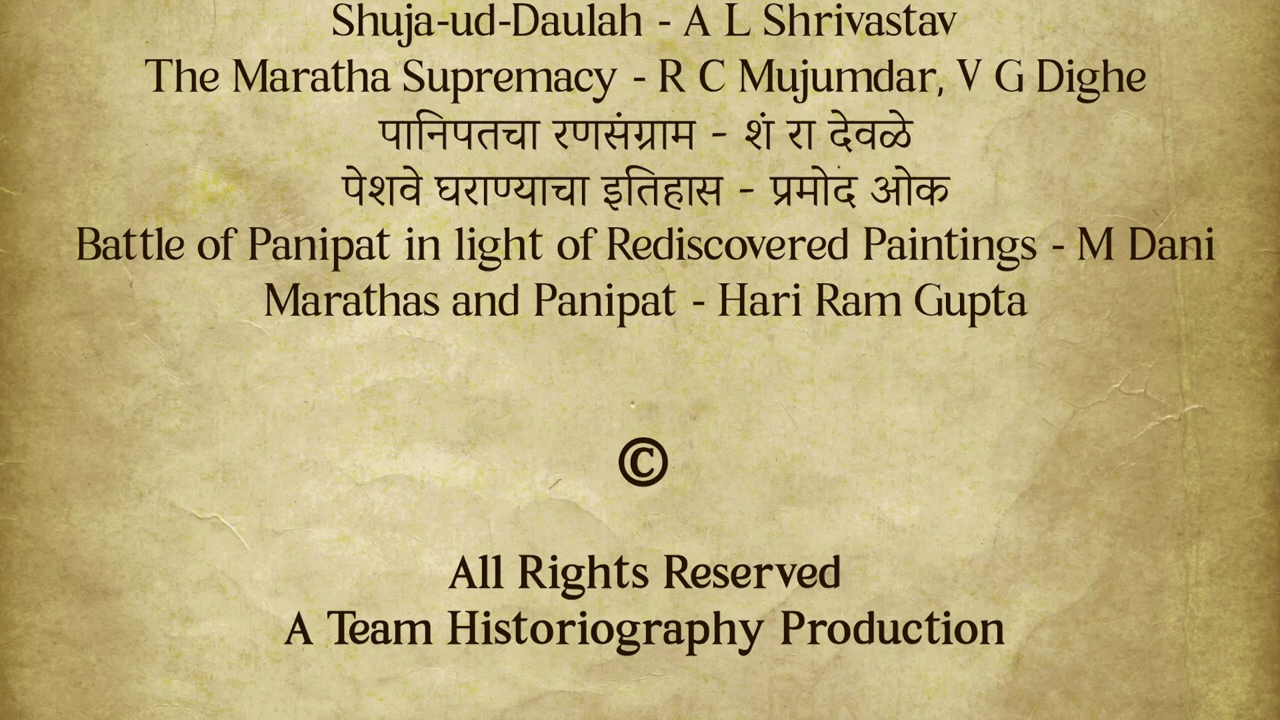 Shuja-ud-Daulah - A L Shrivastav
The Maratha Supremacy - R C Mujumdar, V G Dighe
पानिपतचा रणसंग्राम - शं रा देवळे
पेशवे घराण्याचा इतिहास - प्रमोद ओक
Battle of Panipat in light of Rediscovered Paintings - M Dani
Marathas and Panipat - Hari Ram Gupta
©
All Rights Reserved
A Team Historiography Production